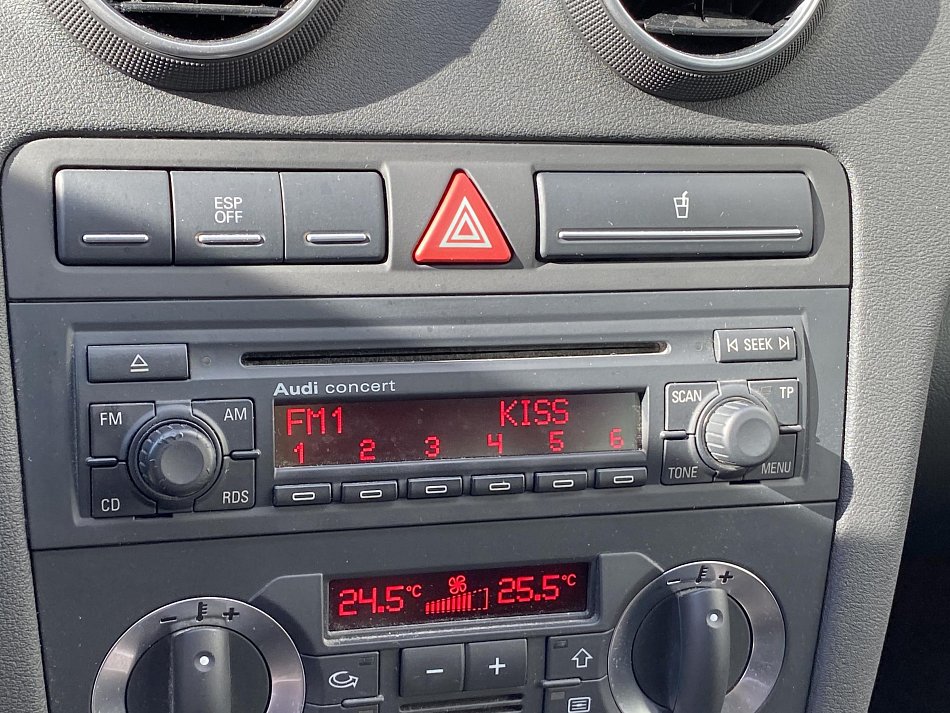 ESP
OFF
SEEK
Audi concert
FM AM
CD RDS
FM1 KISS
1 2 3 4 5 6
SCAN TP
TONE MENU
24.5°C 25.5°C
- +
- +
- +